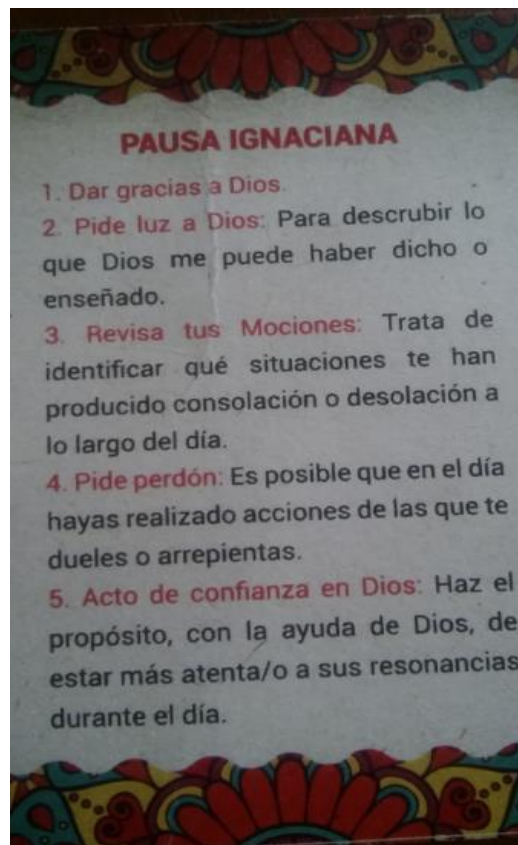 PAUSA IGNACIANA
1. Dar gracias a Dios.
2. Pide luz a Dios: Para descrubir lo
que Dios me puede haber dicho o
enseñado.
3. Revisa tus Mociones: Trata de
identificar qué situaciones te han
producido consolación o desolación a
lo largo del día.
4. Pide perdón: Es posible que en el día
hayas realizado acciones de las que te
dueles o arrepientas.
5. Acto de confianza en Dios: Haz el
propósito, con la ayuda de Dios, de
estar más atenta/o a sus resonancias
durante el día.